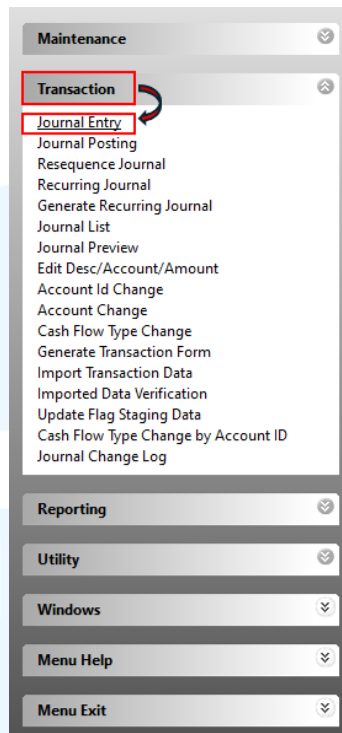 Maintenance
Transaction
Journal Entry
Journal Posting
Resequence Journal
Recurring Journal
Generate Recurring Journal
Journal List
Journal Preview
Edit Desc/Account/Amount
Account Id Change
Account Change
Cash Flow Type Change
Generate Transaction Form
Import Transaction Data
Imported Data Verification
Update Flag Staging Data
Cash Flow Type Change by Account ID
Journal Change Log
Reporting
Utility
Windows
Menu Help
Menu Exit